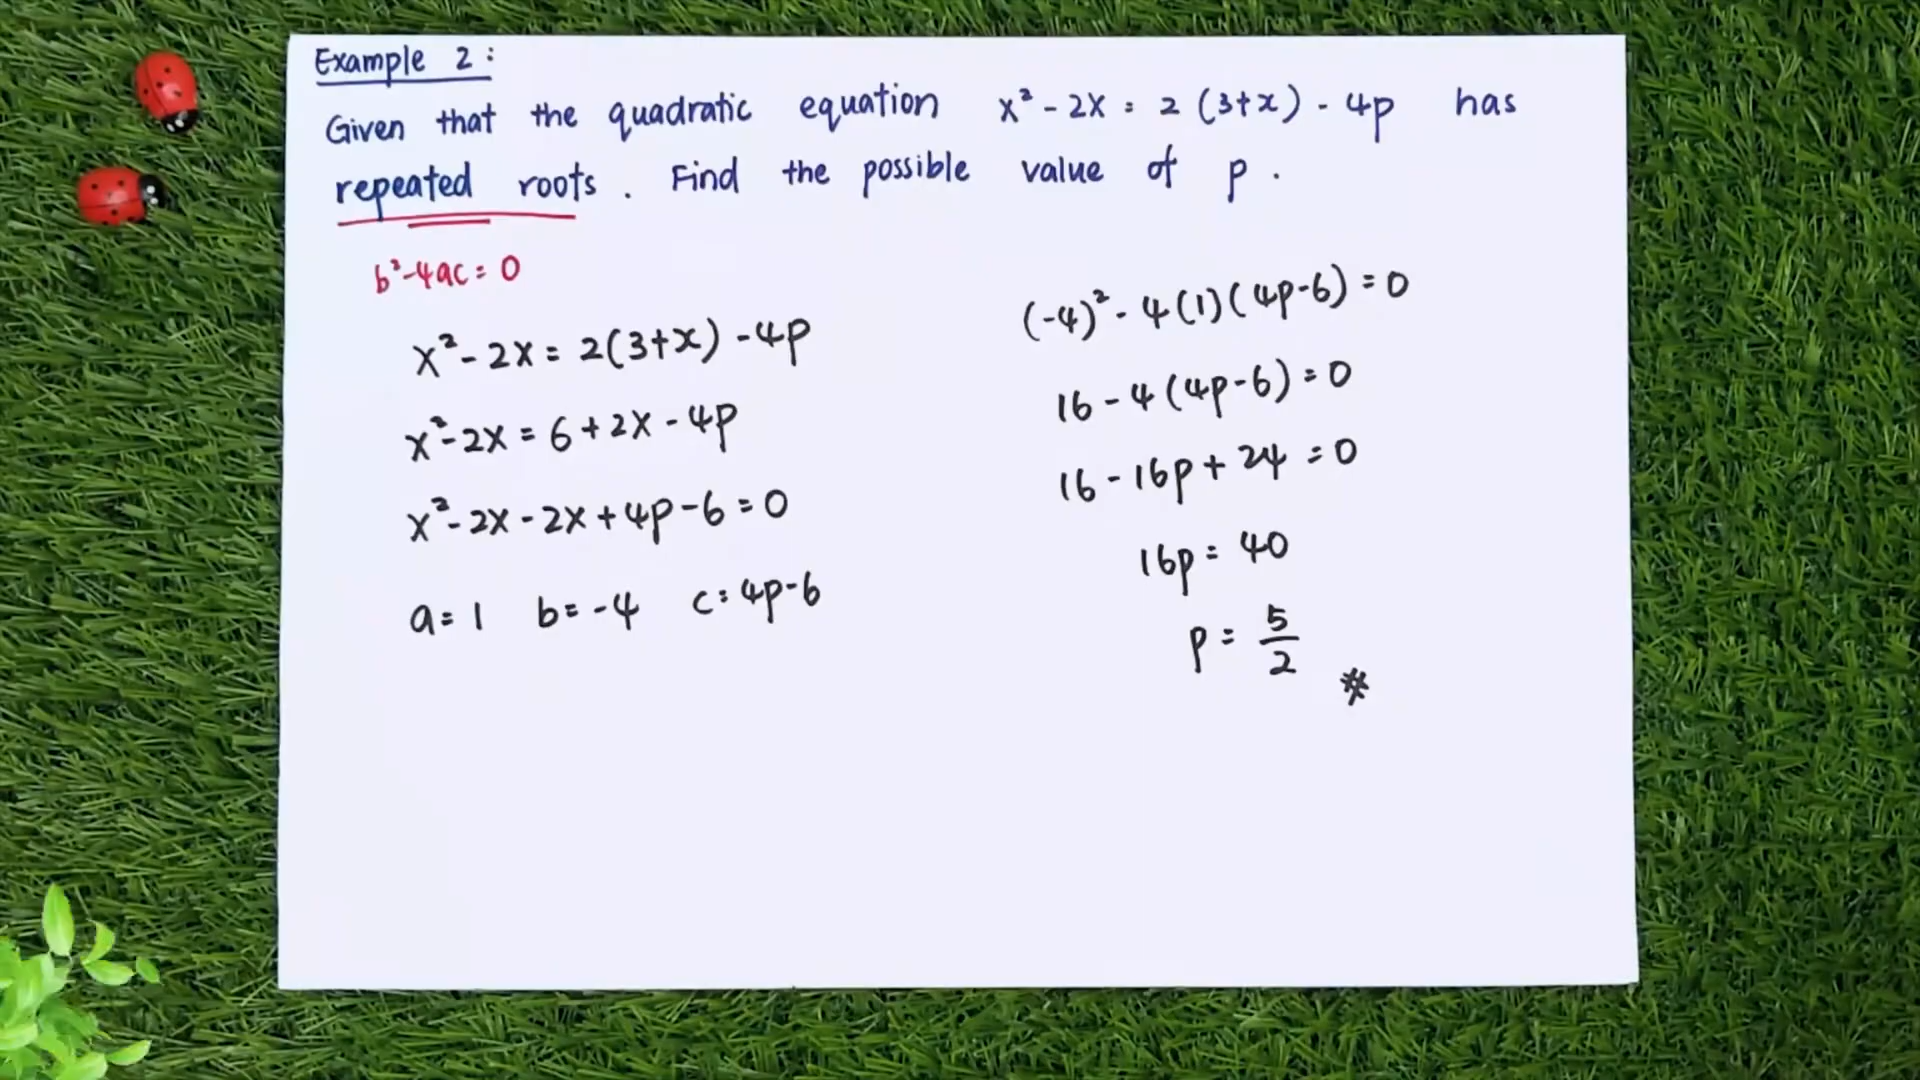 Example 2:
Given that the quadratic equation x² - 2x = 2 (3+x) - 4p has
repeated roots. Find the possible value of p.
b²-4ac = 0
x² - 2x = 2(3+x) - 4p
x² - 2x = 6 + 2x - 4p
x² - 2x - 2x + 4p - 6 = 0
a = 1 b = -4 c = 4p-6
(-4)² - 4(1)(4p-6) = 0
16 - 4(4p-6) = 0
16 - 16p + 24 = 0
16p = 40
p = 5/2 *